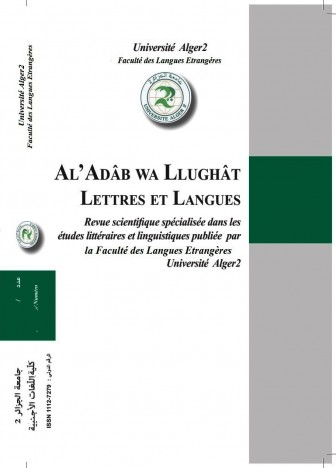 Université Alger2
Faculté des Langues Etrangéres
UNIVERSITE ALGER 2
AL'ADÂB WA LLUGHÂT
LETTRES ET LANGUES
Revue scientifique spécialisée dans les
études littéraires et linguistiques publiée par
la Faculté des Langues Etrangères
Université Alger2
Université Alger2
Faculté des Langues Etrangéres
عدد /
/Numéro
جامعة الجزائر 2
كلية اللغات الأجنبية
الرقم الدولي :
ISSN 1112-7279